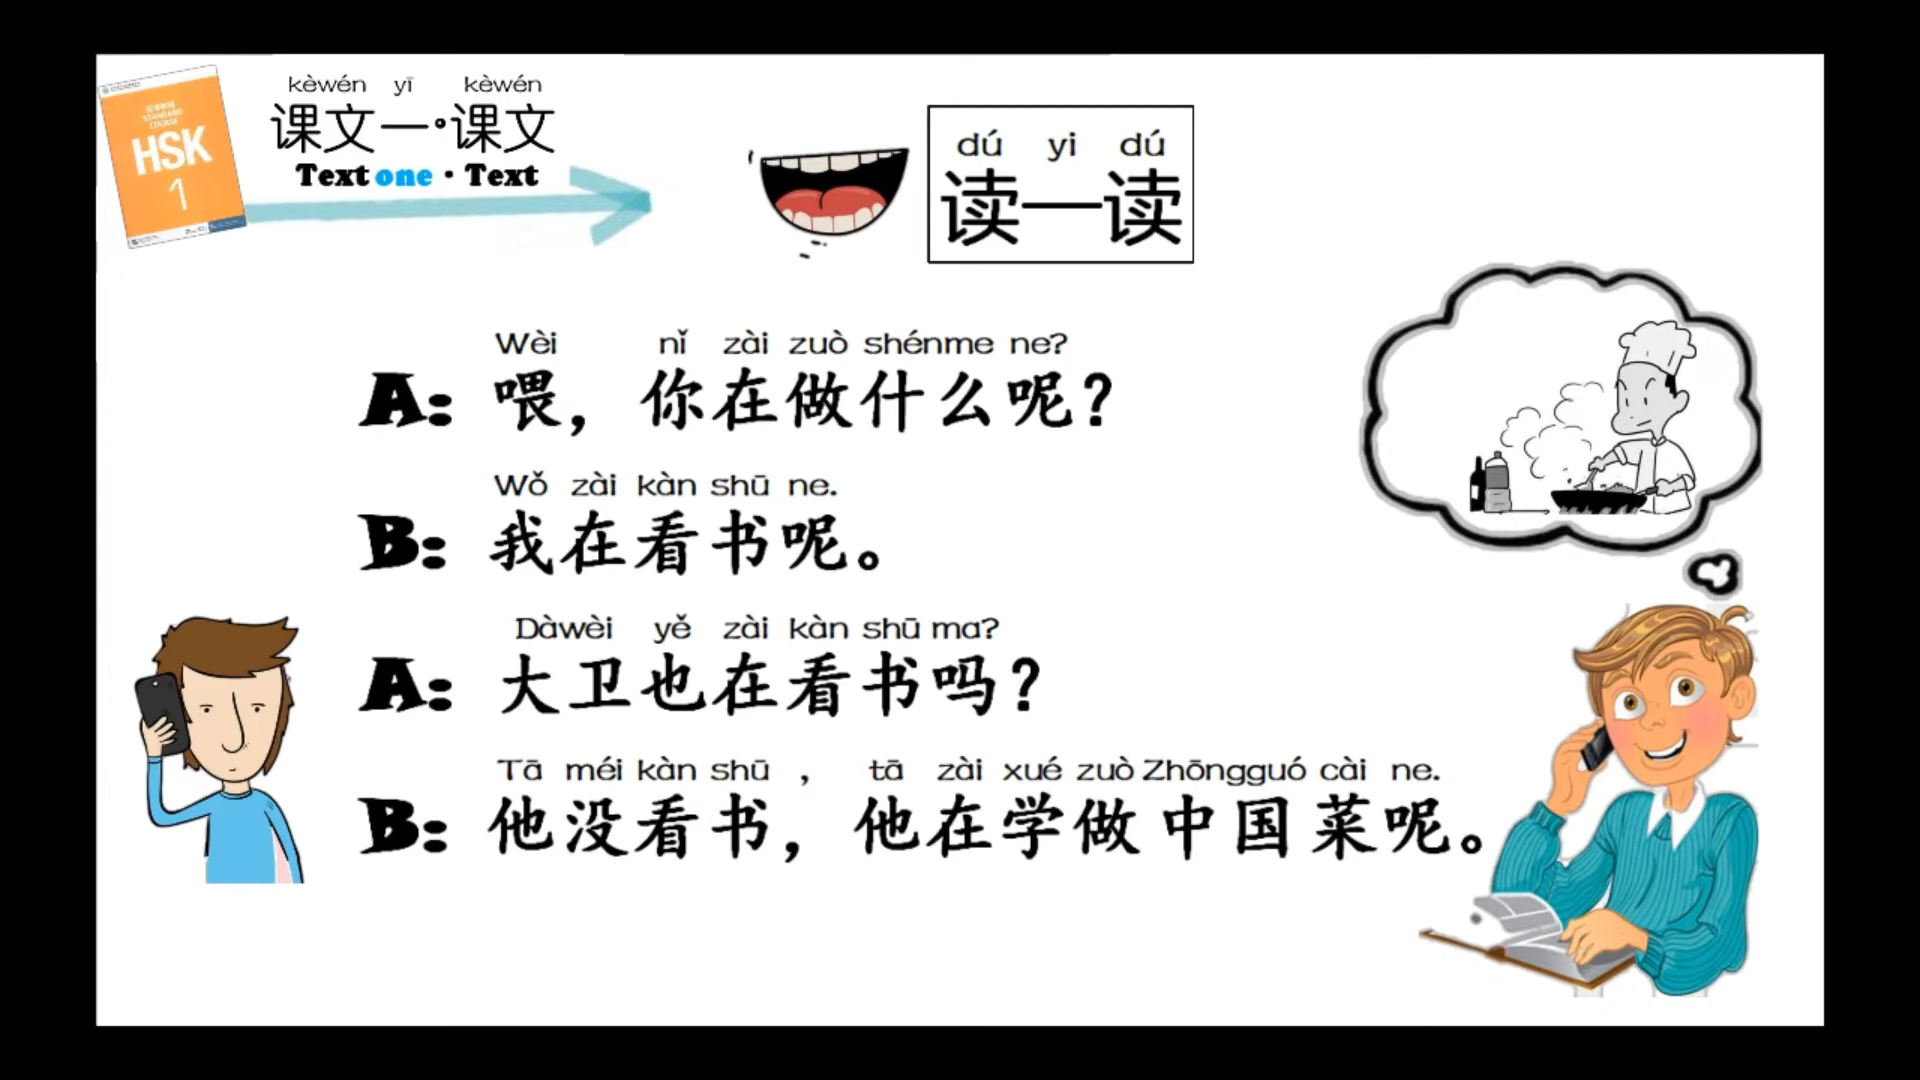 kèwén yī kèwén
课文一·课文
Text one · Text
STANDARD
COURSE
HSK
1
dú yi dú
读一读
Wèi nǐ zài zuò shénme ne?
A: 喂，你在做什么呢？
Wǒ zài kàn shū ne.
B: 我在看书呢。
Dàwèi yě zài kàn shū ma?
A: 大卫也在看书吗？
Tā méi kàn shū , tā zài xué zuò Zhōngguó cài ne.
B: 他没看书，他在学做中国菜呢。